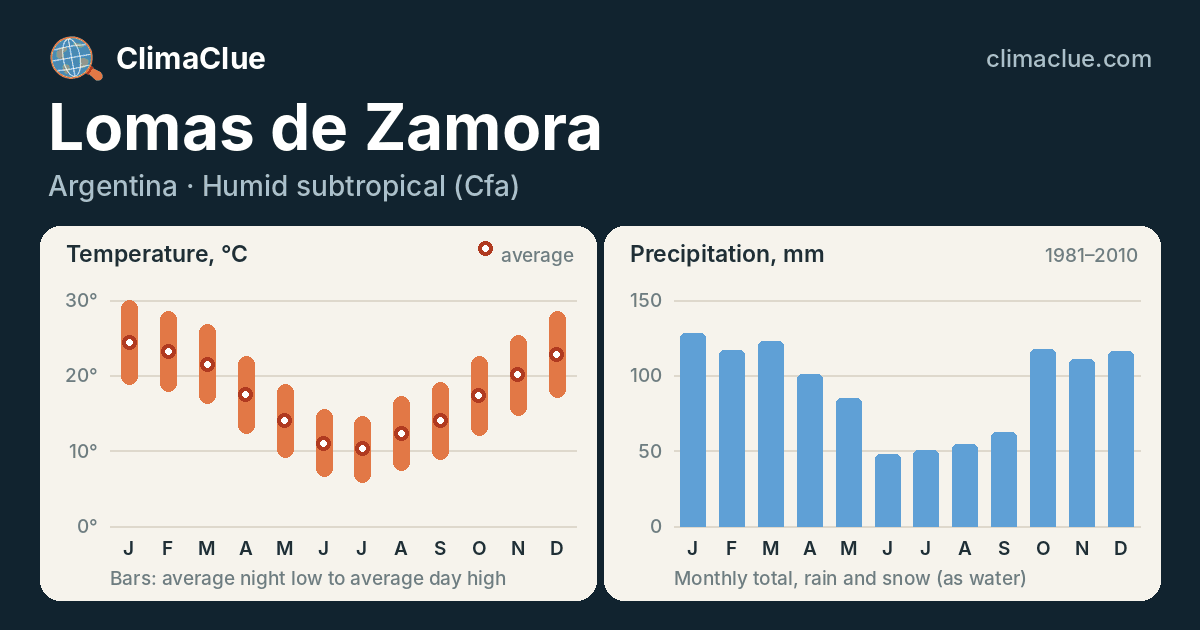 ClimaClue
climaclue.com
Lomas de Zamora
Argentina · Humid subtropical (Cfa)
Temperature, °C
average
30°
20°
10°
0°
J F M A M J J A S O N D
Bars: average night low to average day high
Precipitation, mm
1981–2010
150
100
50
0
J F M A M J J A S O N D
Monthly total, rain and snow (as water)